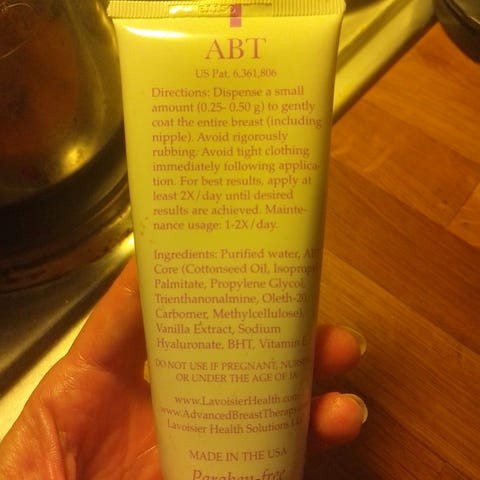 ABT
US Pat. 6,361,806
Directions: Dispense a small
amount (0.25- 0.50 g) to gently
coat the entire breast (including
nipple). Avoid rigorously
rubbing. Avoid tight clothing
immediately following applica-
tion. For best results, apply at
least 2X/day until desired
results are achieved. Mainte-
nance usage: 1-2X/day.
Ingredients: Purified water, ABT
Core (Cottonseed Oil, Isopropyl
Palmitate, Propylene Glycol,
Trienthanonalmine, Oleth-20,
Carbomer, Methylcellulose),
Vanilla Extract, Sodium
Hyaluronate, BHT, Vitamin E
DO NOT USE IF PREGNANT, NURSING
OR UNDER THE AGE OF 18
www.LavoisierHealth.com
www.AdvancedBreastTherapy.com
Lavoisier Health Solutions
MADE IN THE USA
Paraben-free